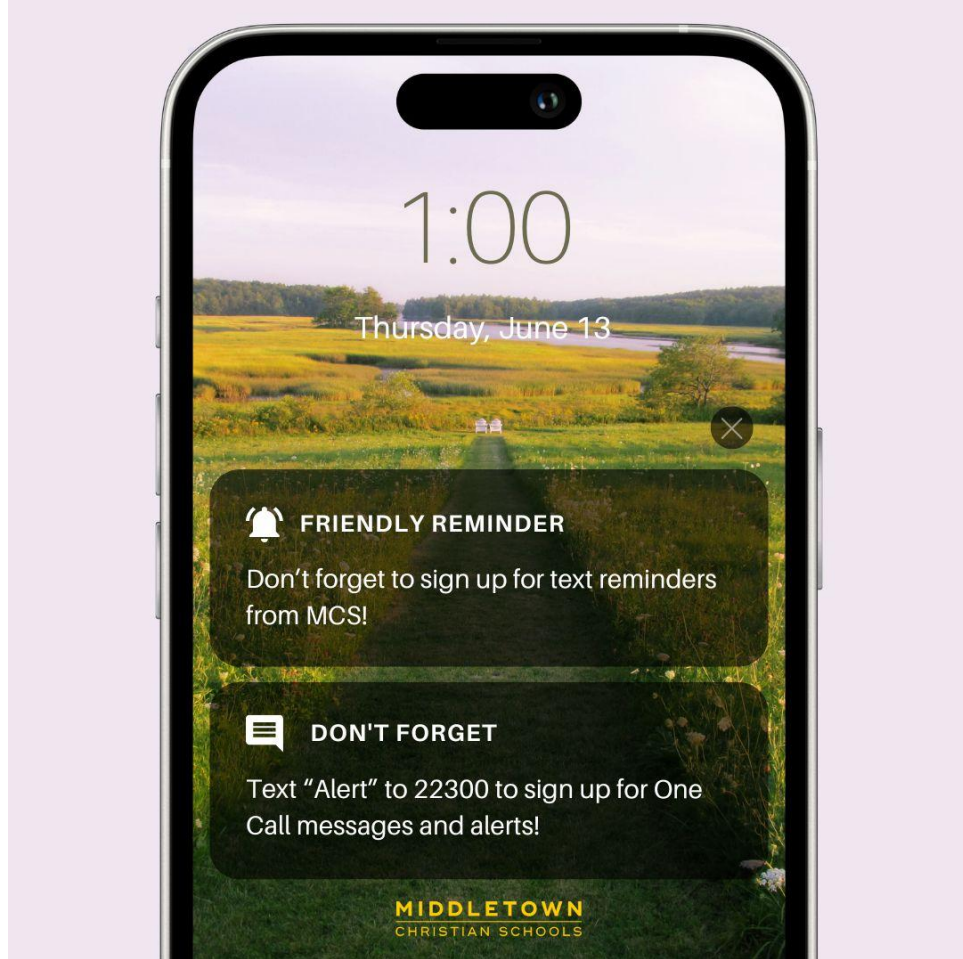 1:00
Thursday, June 13
FRIENDLY REMINDER
Don’t forget to sign up for text reminders
from MCS!
DON'T FORGET
Text “Alert” to 22300 to sign up for One
Call messages and alerts!
MIDDLETOWN
CHRISTIAN SCHOOLS